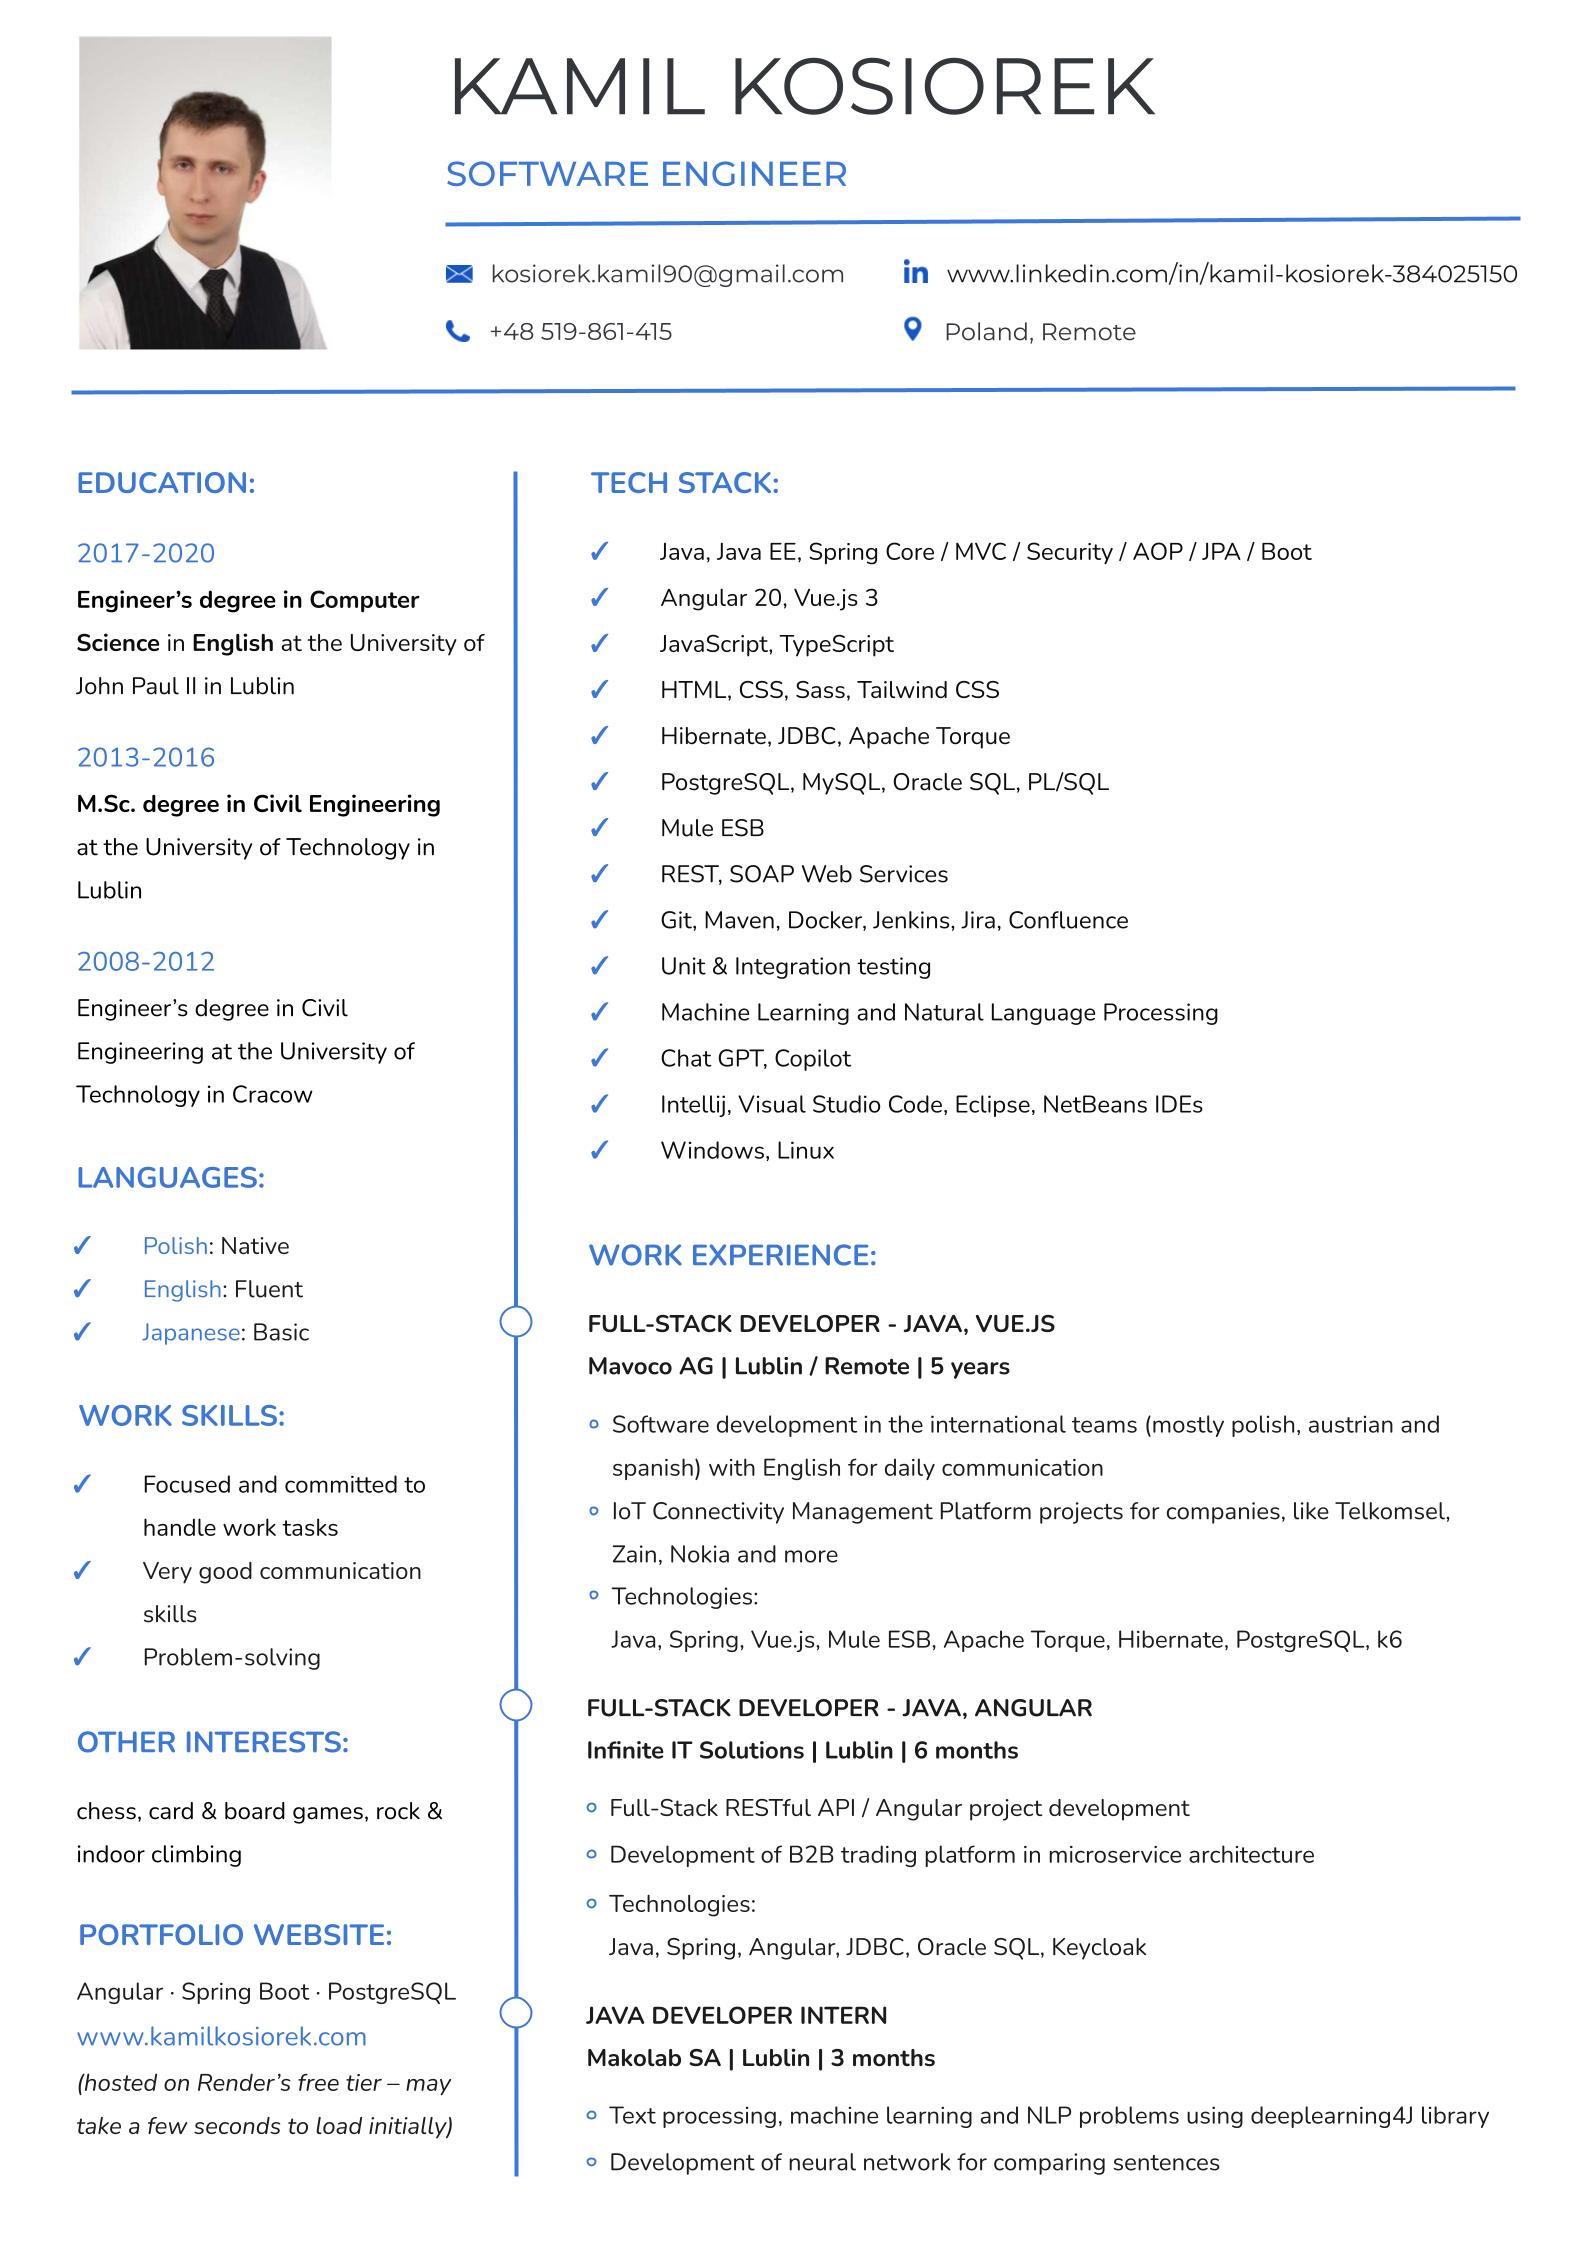 KAMIL KOSIOREK
SOFTWARE ENGINEER
kosiorek.kamil90@gmail.com
www.linkedin.com/in/kamil-kosiorek-384025150
+48 519-861-415
Poland, Remote
EDUCATION:
2017-2020
Engineer’s degree in Computer
Science in English at the University of
John Paul II in Lublin
2013-2016
M.Sc. degree in Civil Engineering
at the University of Technology in
Lublin
2008-2012
Engineer’s degree in Civil
Engineering at the University of
Technology in Cracow
LANGUAGES:
✓ Polish: Native
✓ English: Fluent
✓ Japanese: Basic
WORK SKILLS:
✓ Focused and committed to
handle work tasks
✓ Very good communication
skills
✓ Problem-solving
OTHER INTERESTS:
chess, card & board games, rock &
indoor climbing
PORTFOLIO WEBSITE:
Angular · Spring Boot · PostgreSQL
www.kamilkosiorek.com
(hosted on Render’s free tier – may
take a few seconds to load initially)
TECH STACK:
✓ Java, Java EE, Spring Core / MVC / Security / AOP / JPA / Boot
✓ Angular 20, Vue.js 3
✓ JavaScript, TypeScript
✓ HTML, CSS, Sass, Tailwind CSS
✓ Hibernate, JDBC, Apache Torque
✓ PostgreSQL, MySQL, Oracle SQL, PL/SQL
✓ Mule ESB
✓ REST, SOAP Web Services
✓ Git, Maven, Docker, Jenkins, Jira, Confluence
✓ Unit & Integration testing
✓ Machine Learning and Natural Language Processing
✓ Chat GPT, Copilot
✓ Intellij, Visual Studio Code, Eclipse, NetBeans IDEs
✓ Windows, Linux
WORK EXPERIENCE:
FULL-STACK DEVELOPER - JAVA, VUE.JS
Mavoco AG | Lublin / Remote | 5 years
Software development in the international teams (mostly polish, austrian and
spanish) with English for daily communication
IoT Connectivity Management Platform projects for companies, like Telkomsel,
Zain, Nokia and more
Technologies:
Java, Spring, Vue.js, Mule ESB, Apache Torque, Hibernate, PostgreSQL, k6
FULL-STACK DEVELOPER - JAVA, ANGULAR
Infinite IT Solutions | Lublin | 6 months
Full-Stack RESTful API / Angular project development
Development of B2B trading platform in microservice architecture
Technologies:
Java, Spring, Angular, JDBC, Oracle SQL, Keycloak
JAVA DEVELOPER INTERN
Makolab SA | Lublin | 3 months
Text processing, machine learning and NLP problems using deeplearning4J library
Development of neural network for comparing sentences